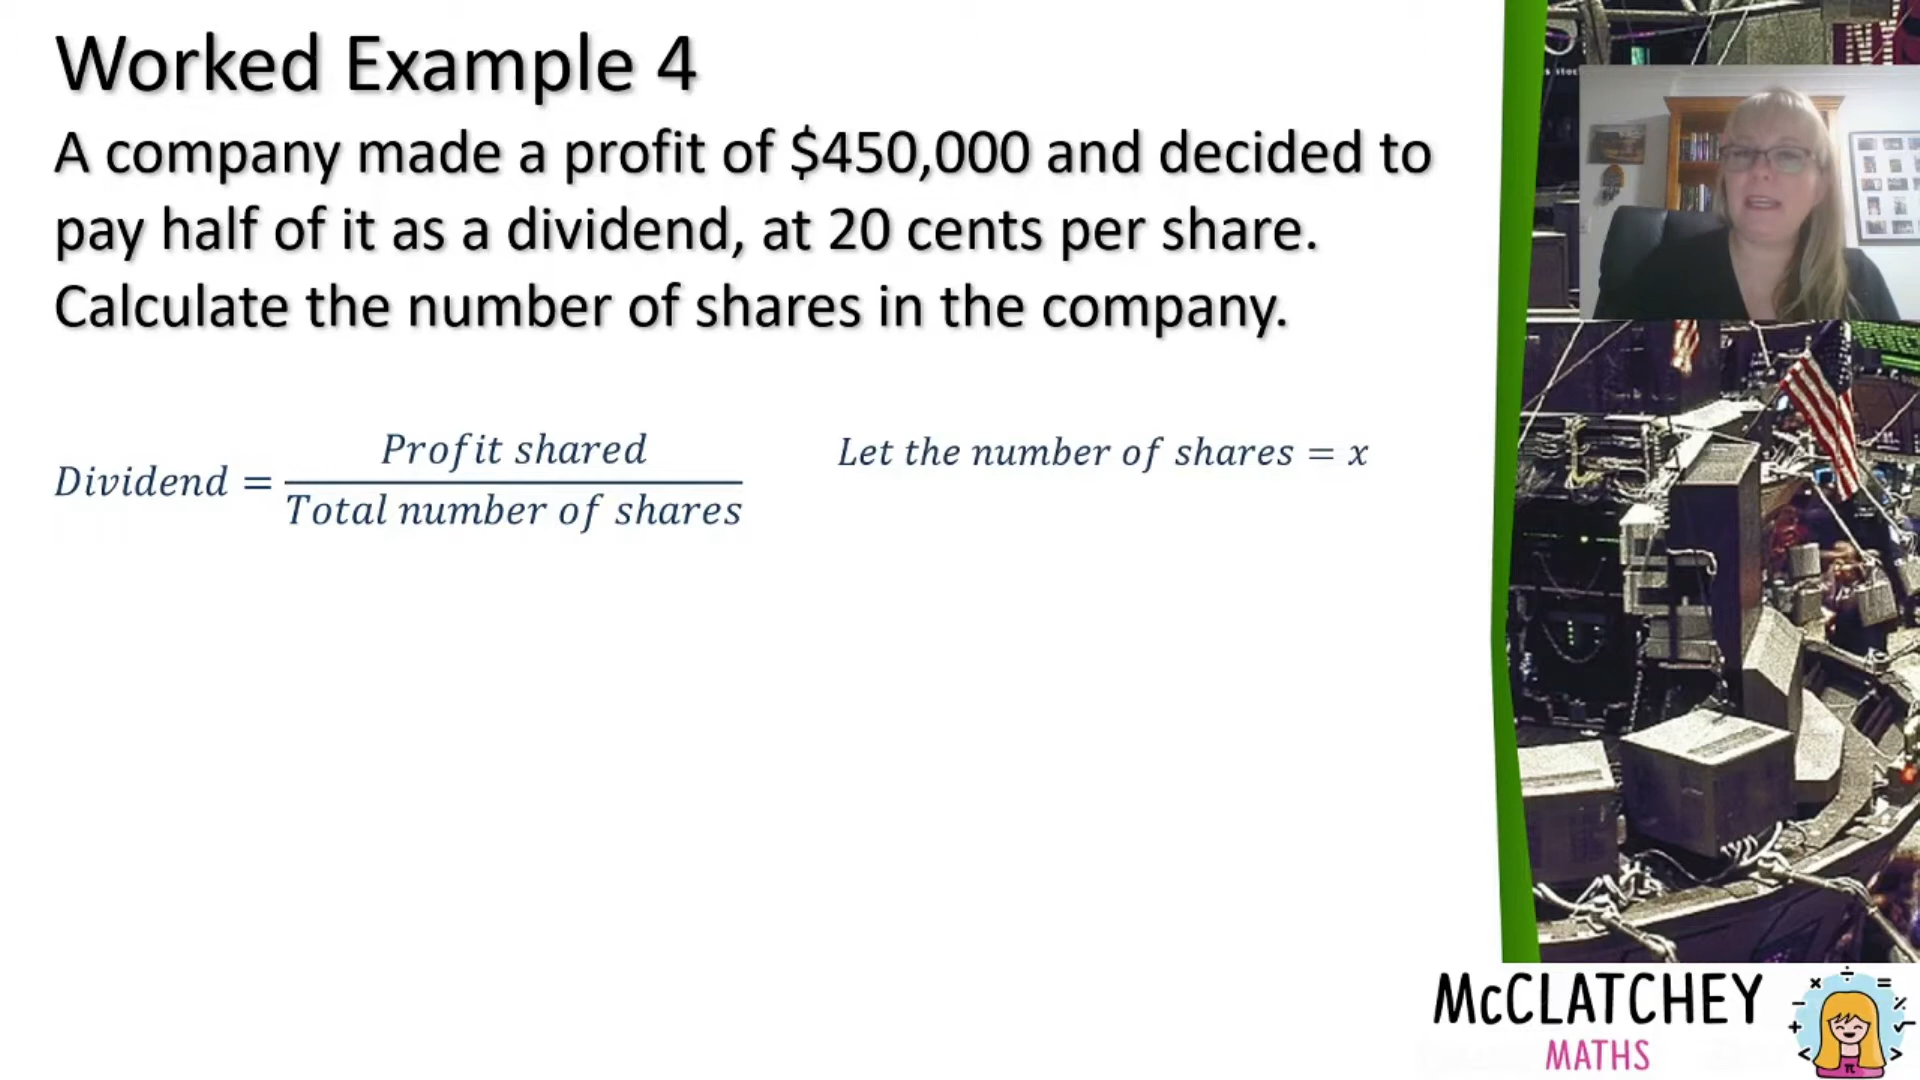 Worked Example 4
A company made a profit of $450,000 and decided to
pay half of it as a dividend, at 20 cents per share.
Calculate the number of shares in the company.
Dividend = Profit shared / Total number of shares
Let the number of shares = x
McCLATCHEY
MATHS